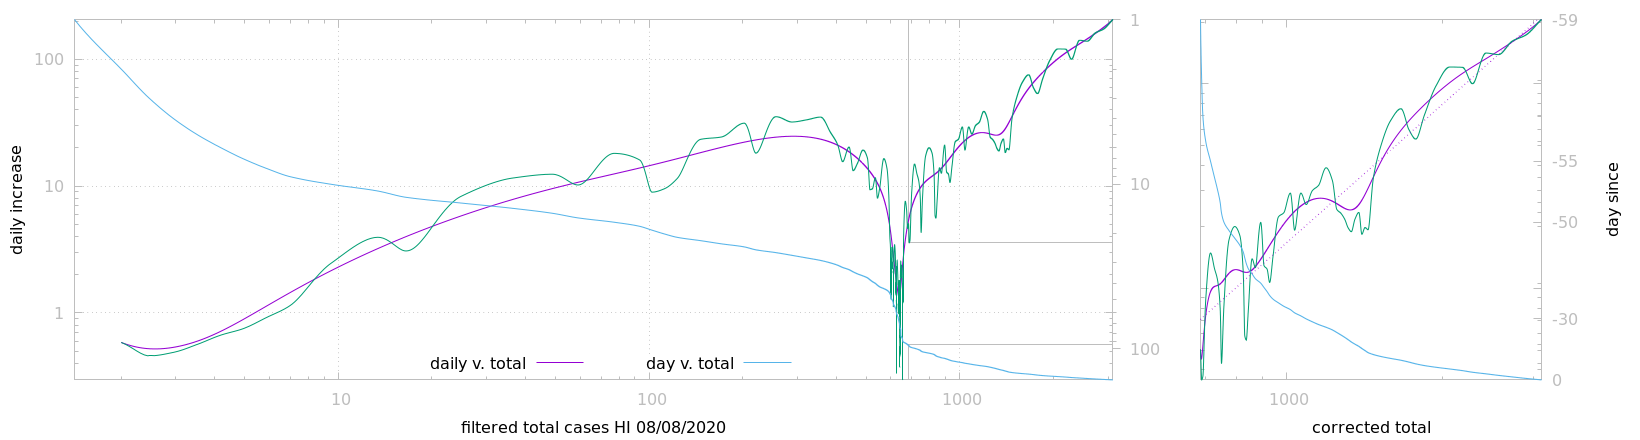 daily increase
100
10
1
1
10
100
daily v. total
day v. total
10
100
1000
filtered total cases HI 08/08/2020
-59
-55
-50
-30
0
day since
1000
corrected total